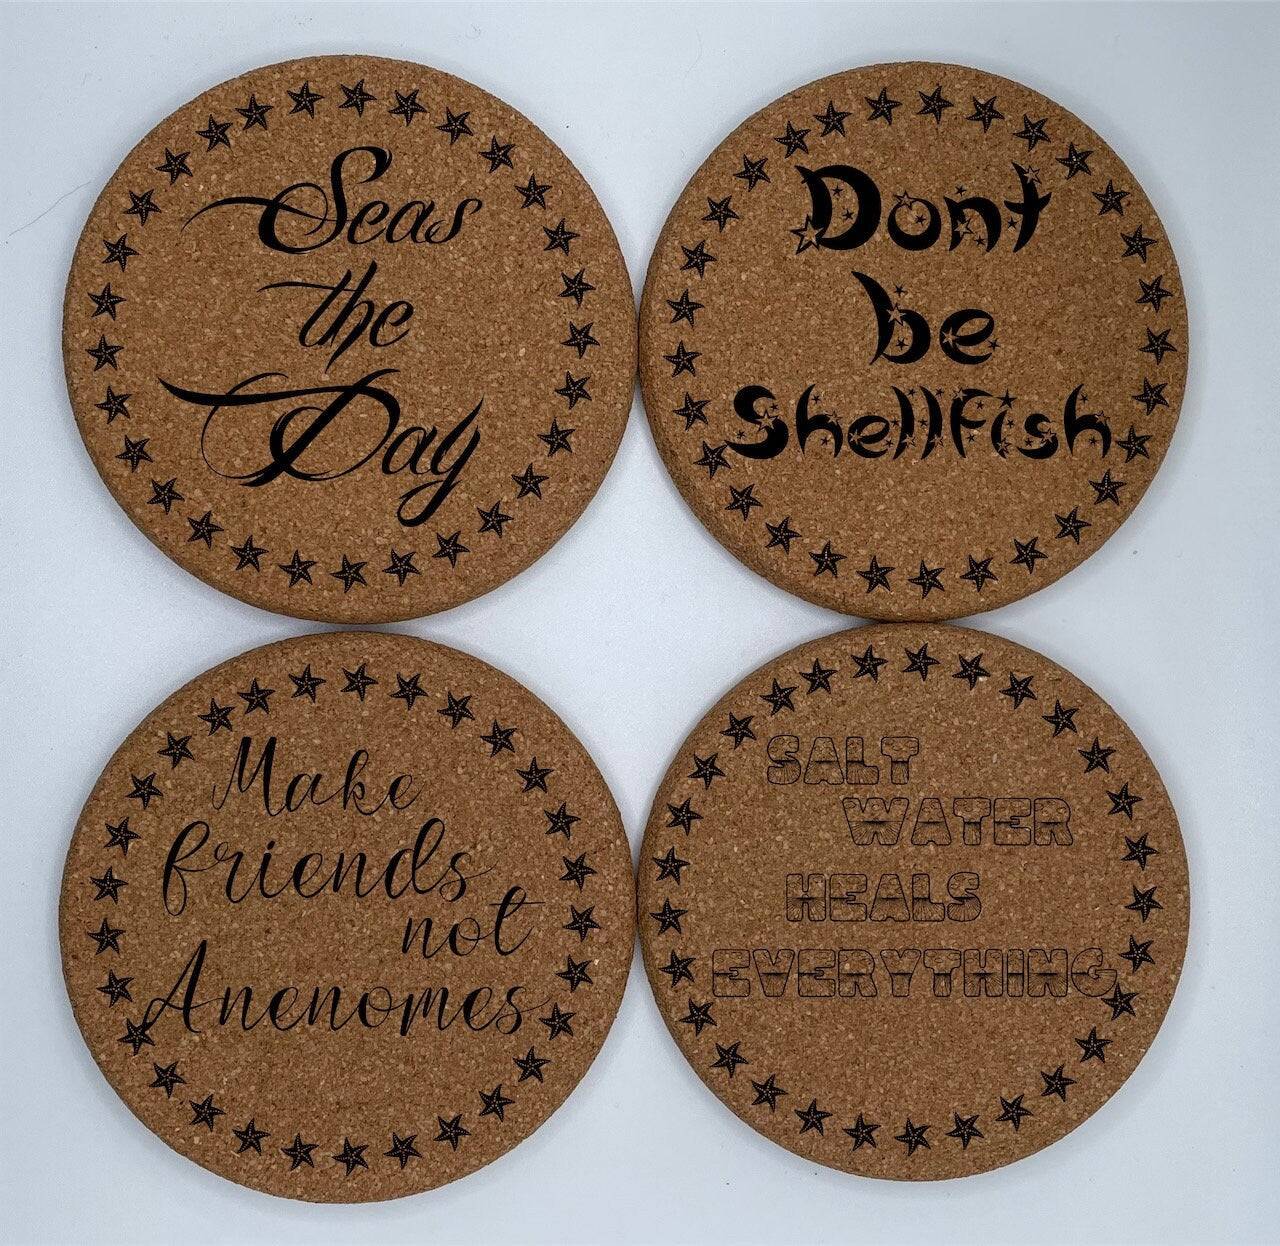 Seas
the
Day
Dont
be
Shellfish
Make
friends
not
Anenomes
SALT
WATER
HEALS
EVERYTHING